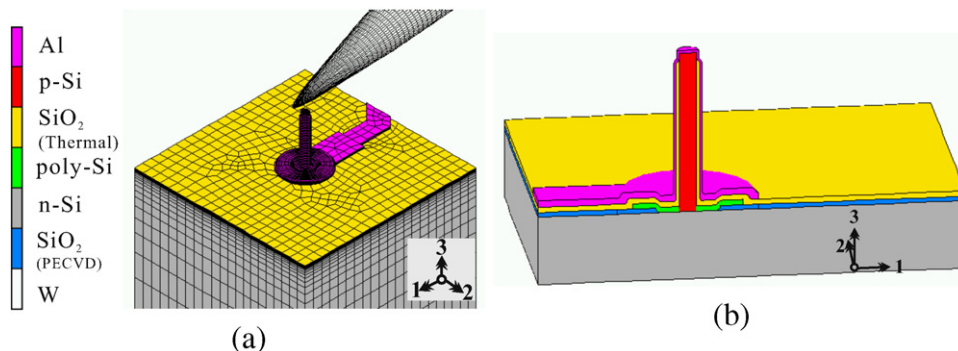 Al
p-Si
SiO2
(Thermal)
poly-Si
n-Si
SiO2
(PECVD)
W
3
1
2
(a)
3
2
1
(b)